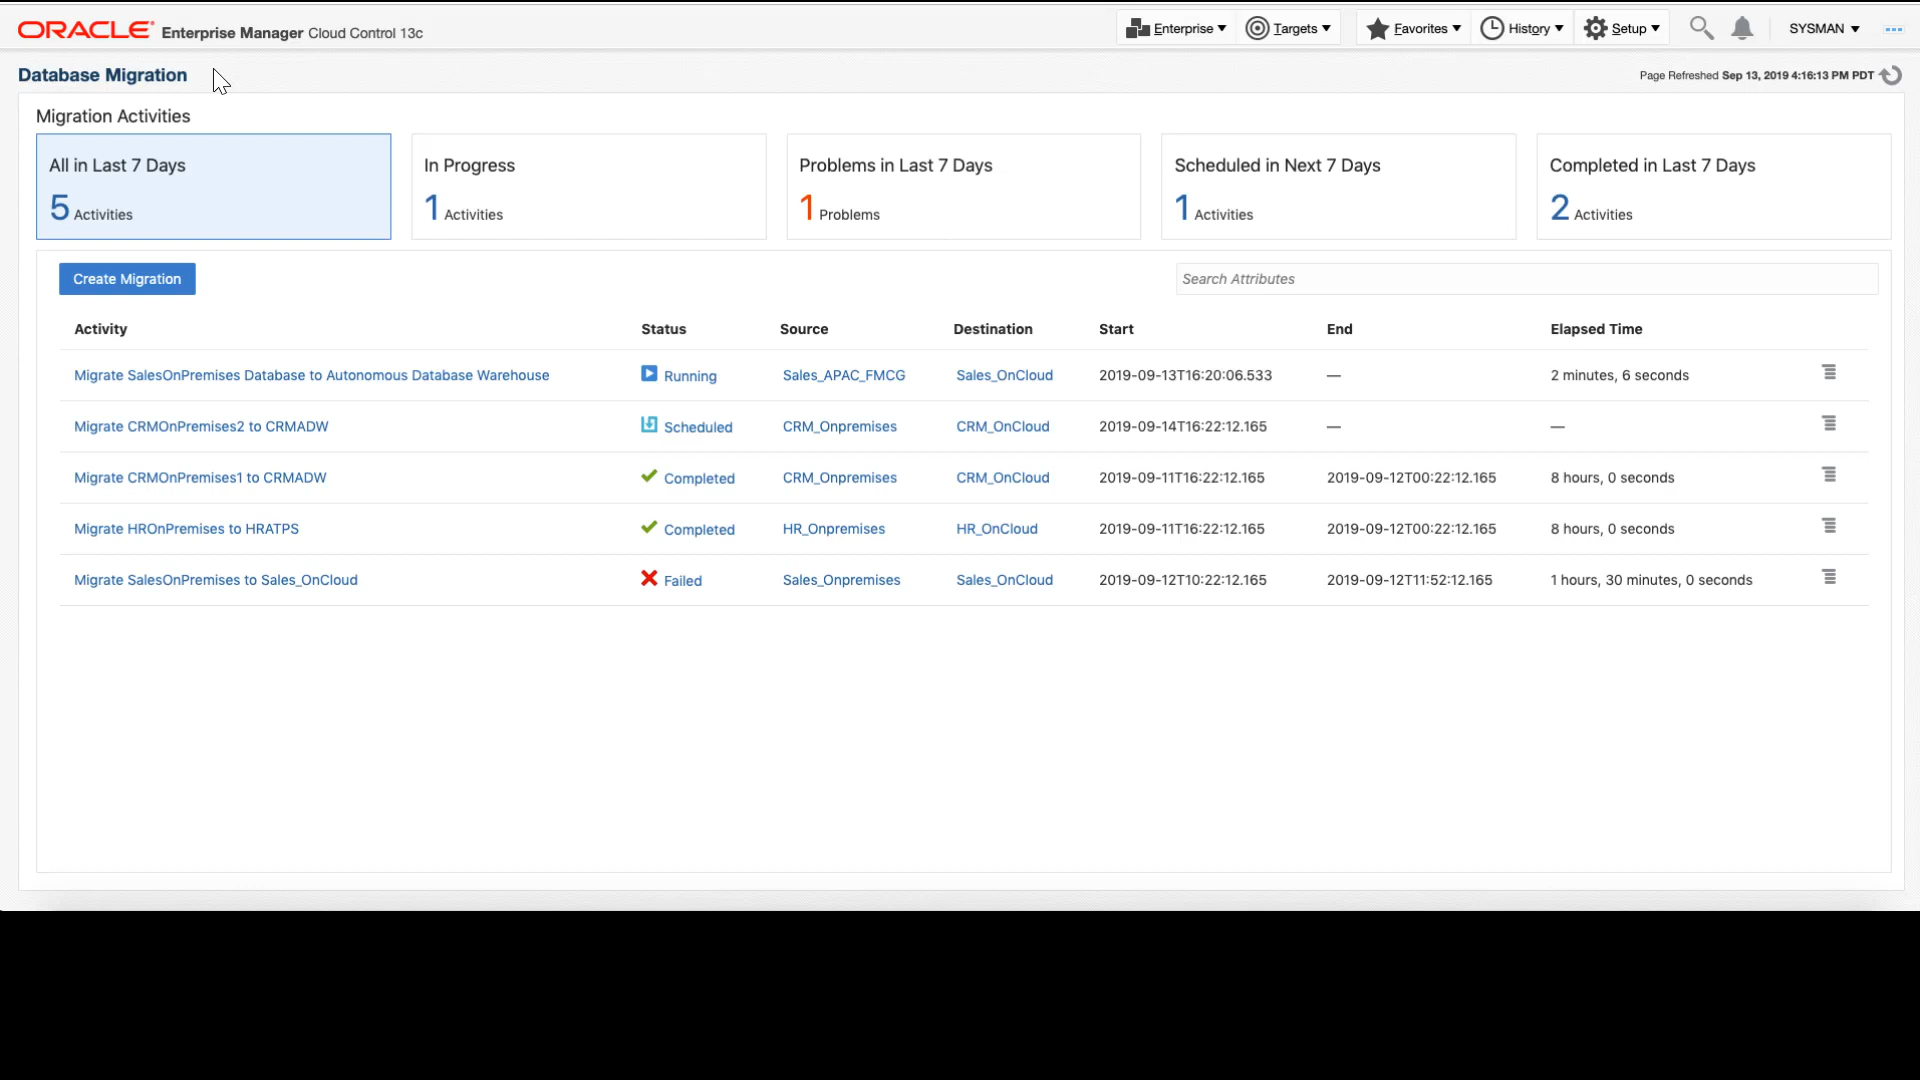 ORACLE Enterprise Manager Cloud Control 13c Enterprise Targets Favorites History Setup SYSMAN
Database Migration Page Refreshed Sep 13, 2019 4:16:13 PM PDT
Migration Activities
All in Last 7 Days In Progress Problems in Last 7 Days Scheduled in Next 7 Days Completed in Last 7 Days
5 Activities 1 Activities 1 Problems 1 Activities 2 Activities
Create Migration Search Attributes
Activity Status Source Destination Start End Elapsed Time
Migrate SalesOnPremises Database to Autonomous Database Warehouse Running Sales_APAC_FMCG Sales_OnCloud 2019-09-13T16:20:06.533 — 2 minutes, 6 seconds
Migrate CRMOnPremises2 to CRMADW Scheduled CRM_Onpremises CRM_OnCloud 2019-09-14T16:22:12.165 — —
Migrate CRMOnPremises1 to CRMADW Completed CRM_Onpremises CRM_OnCloud 2019-09-11T16:22:12.165 2019-09-12T00:22:12.165 8 hours, 0 seconds
Migrate HROnPremises to HRATPS Completed HR_Onpremises HR_OnCloud 2019-09-11T16:22:12.165 2019-09-12T00:22:12.165 8 hours, 0 seconds
Migrate SalesOnPremises to Sales_OnCloud Failed Sales_Onpremises Sales_OnCloud 2019-09-12T10:22:12.165 2019-09-12T11:52:12.165 1 hours, 30 minutes, 0 seconds